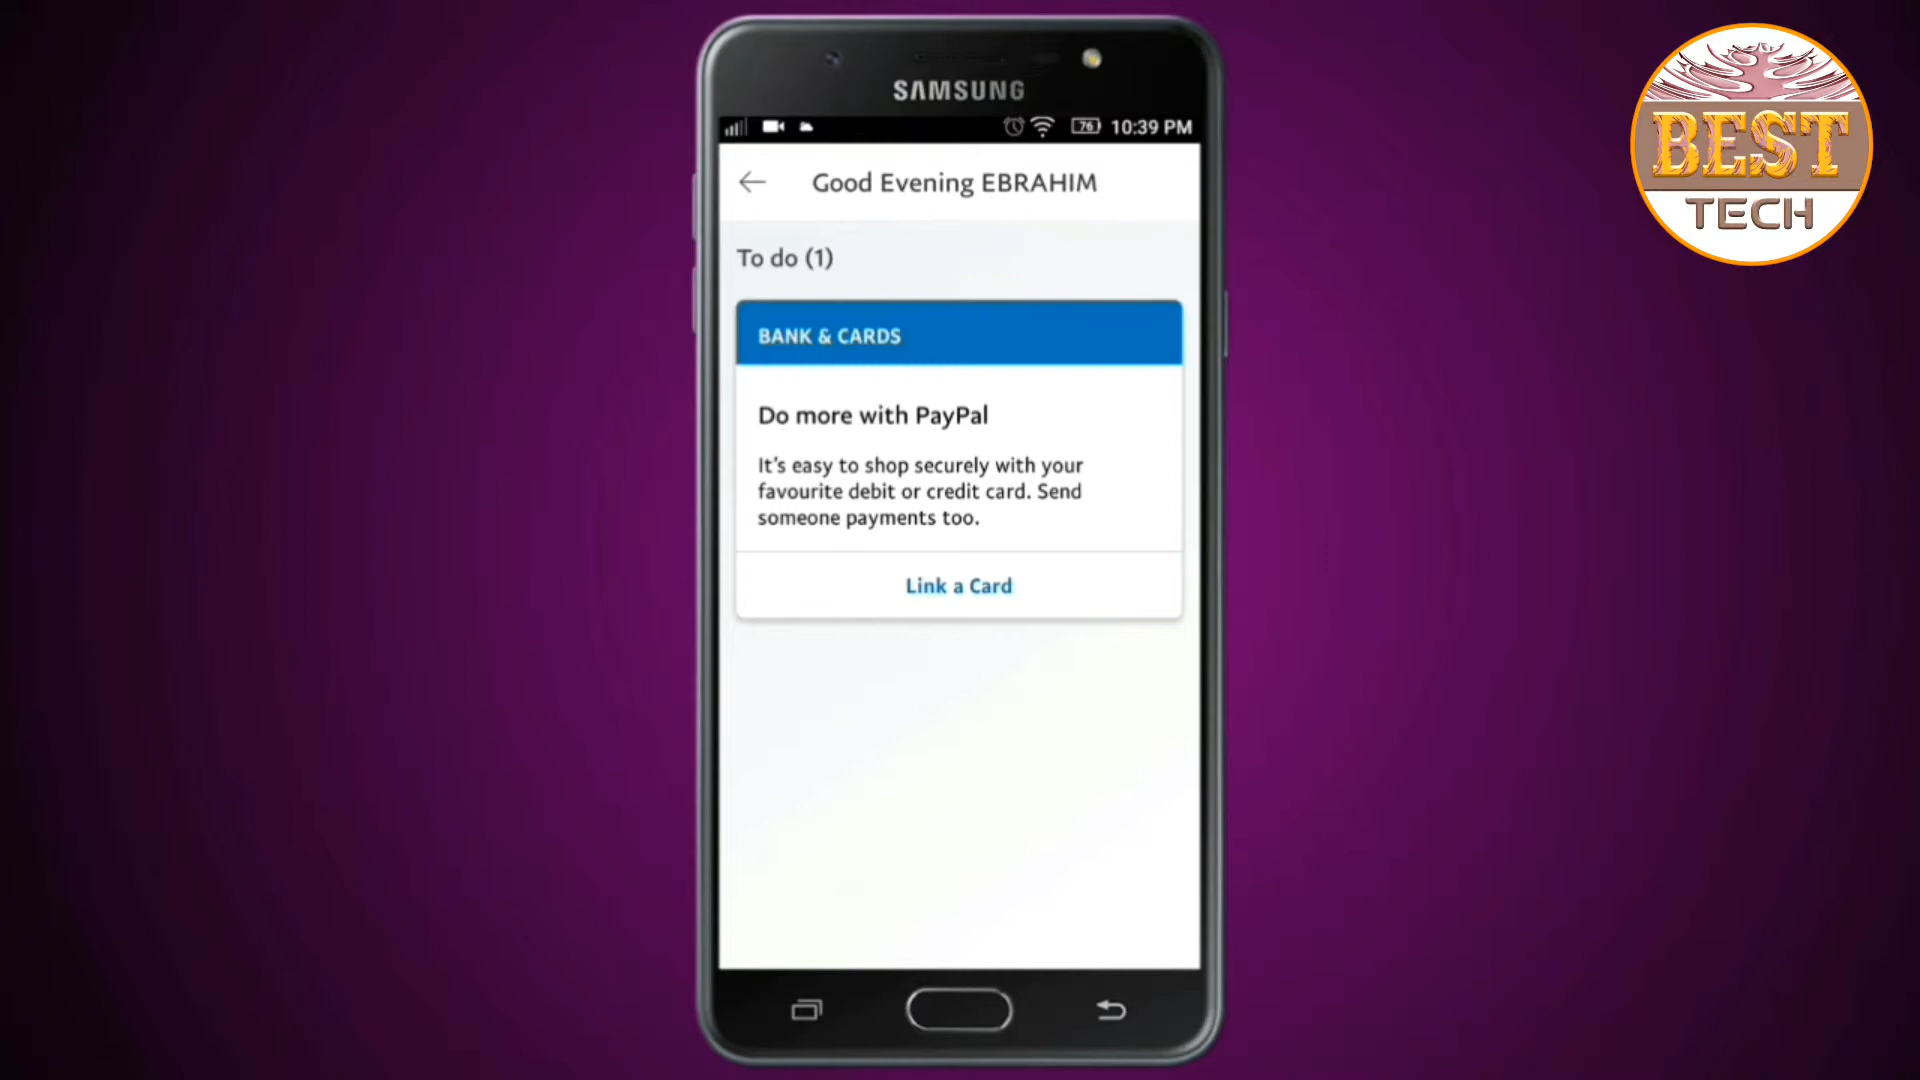 SAMSUNG
76 10:39 PM
Good Evening EBRAHIM
To do (1)
BANK & CARDS
Do more with PayPal
It's easy to shop securely with your
favourite debit or credit card. Send
someone payments too.
Link a Card
BEST
TECH